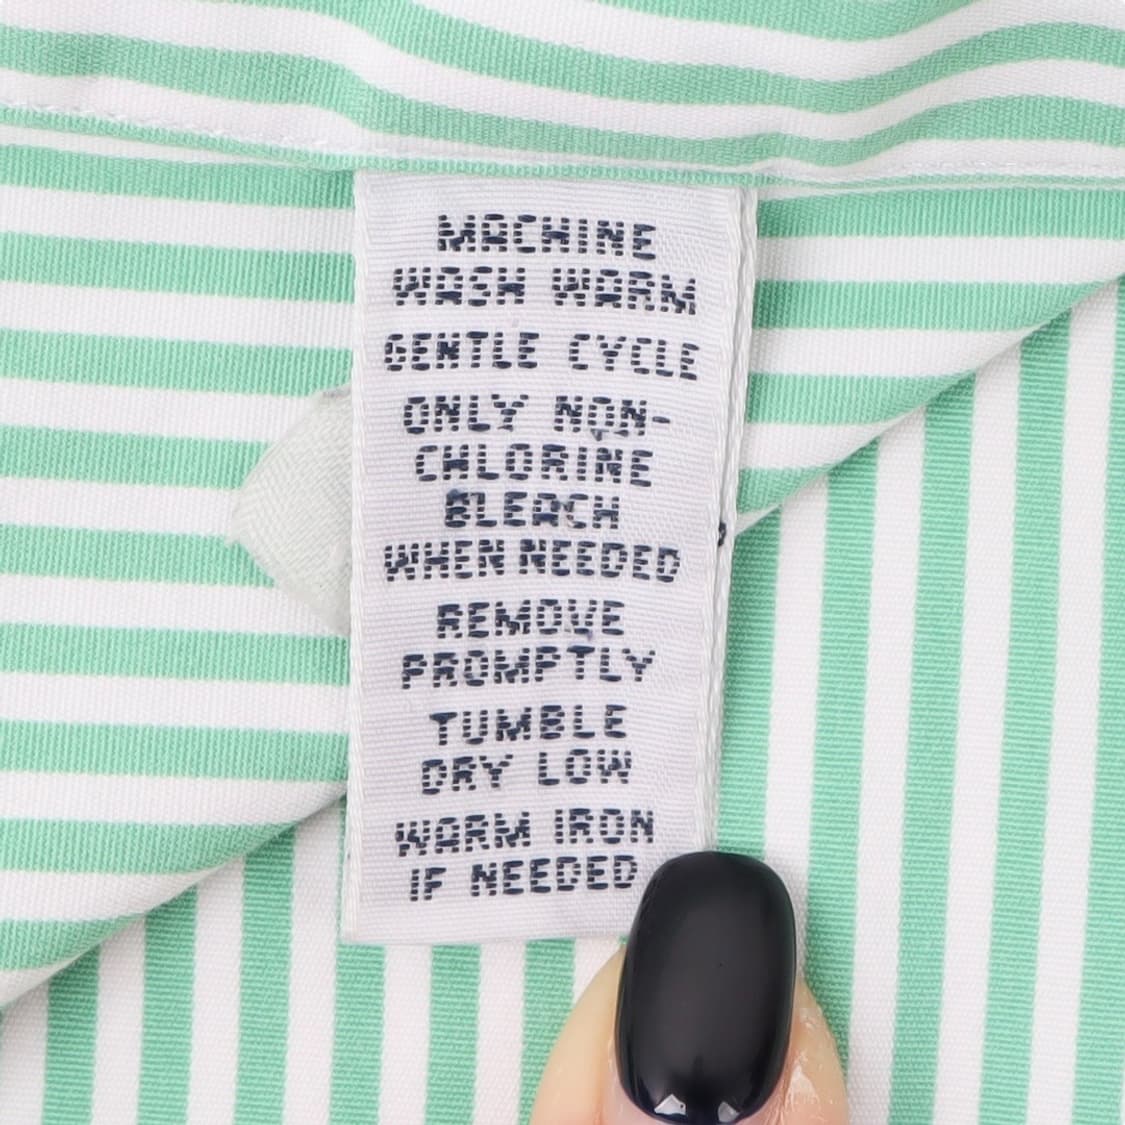 MACHINE
WASH WARM
GENTLE CYCLE
ONLY NON-
CHLORINE
BLEACH
WHEN NEEDED
REMOVE
PROMPTLY
TUMBLE
DRY LOW
WARM IRON
IF NEEDED